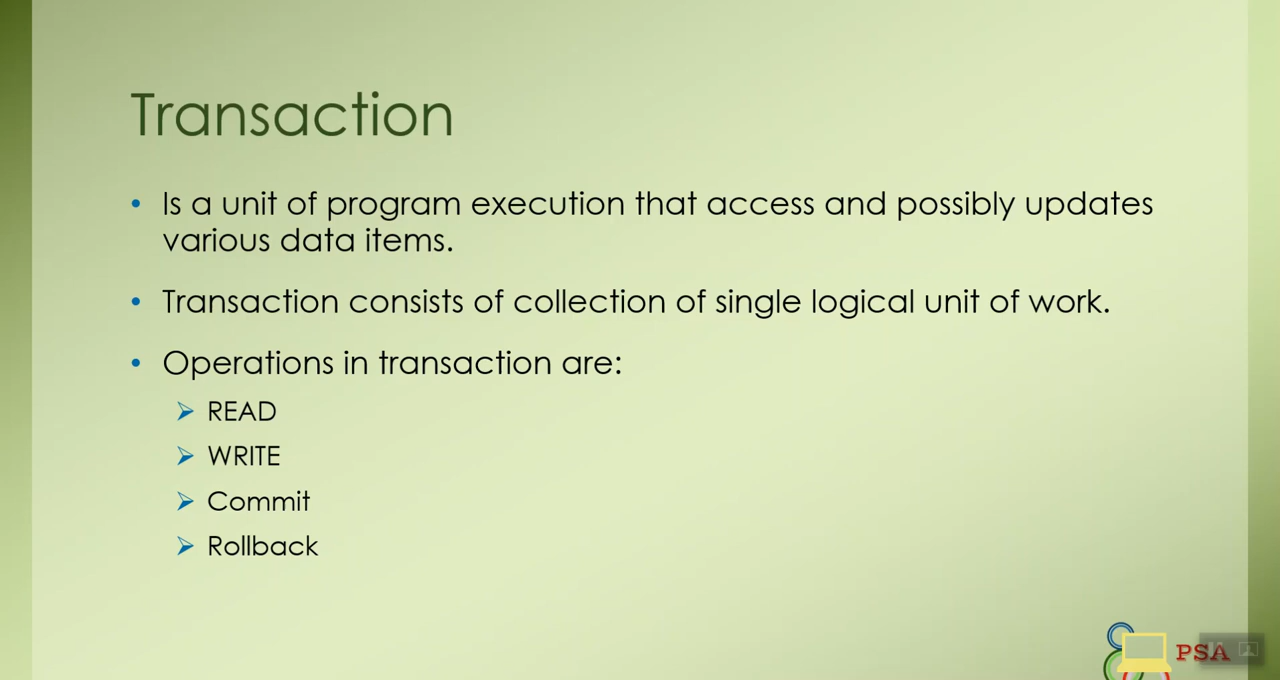 Transaction
• Is a unit of program execution that access and possibly updates
various data items.
• Transaction consists of collection of single logical unit of work.
• Operations in transaction are:
➢ READ
➢ WRITE
➢ Commit
➢ Rollback
PSA